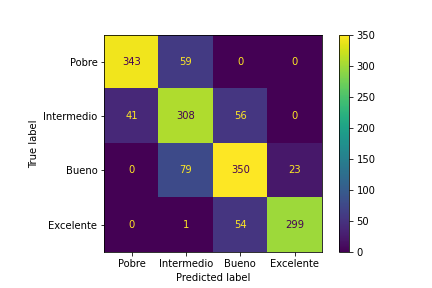 Pobre 343 59 0 0
Intermedio 41 308 56 0
Bueno 0 79 350 23
Excelente 0 1 54 299
Pobre Intermedio Bueno Excelente
Predicted label
True label
350
300
250
200
150
100
50
0